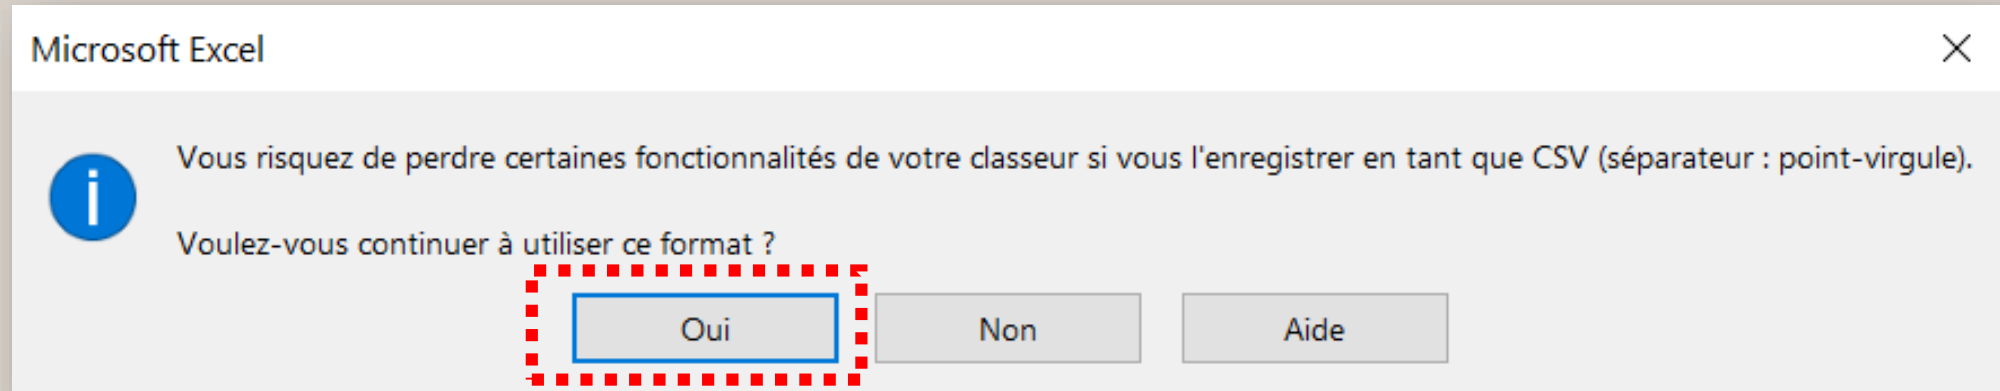 Microsoft Excel
Vous risquez de perdre certaines fonctionnalités de votre classeur si vous l'enregistrer en tant que CSV (séparateur : point-virgule).
Voulez-vous continuer à utiliser ce format ?
Oui Non Aide